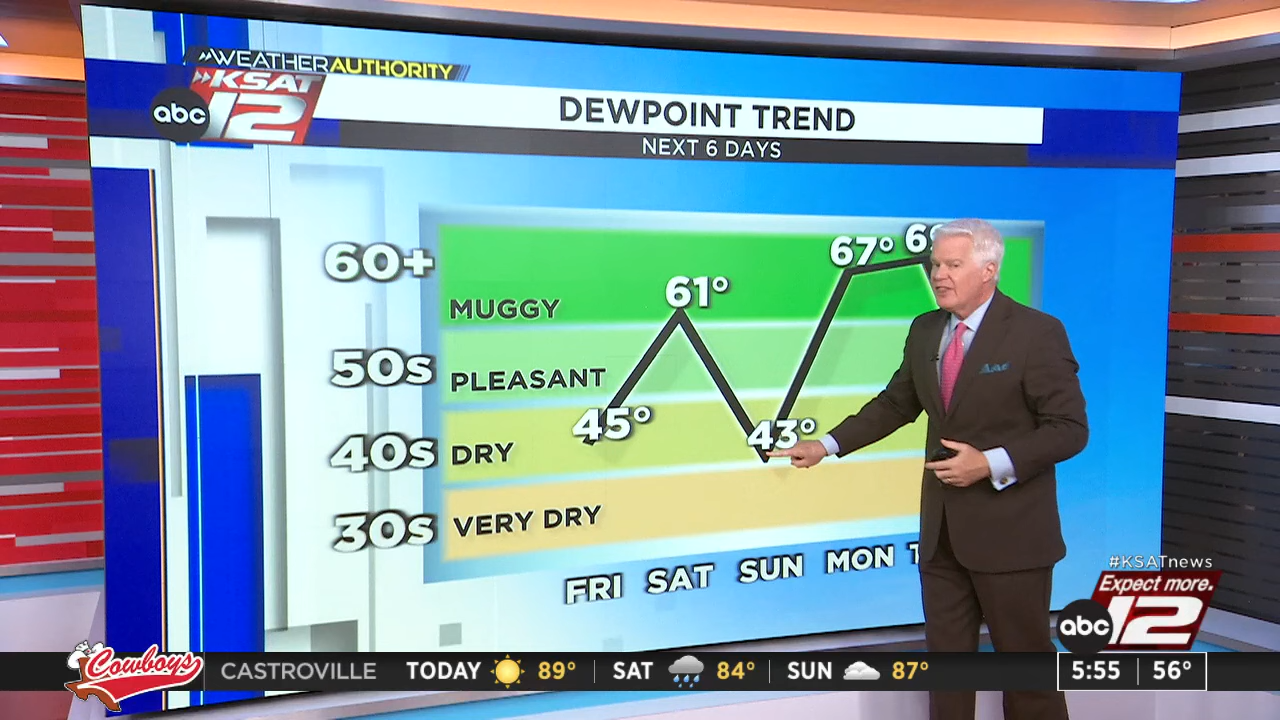 WEATHERAUTHORITY
KSAT
abc 12
DEWPOINT TREND
NEXT 6 DAYS
60+
MUGGY
50s
PLEASANT
40s
DRY
30s
VERY DRY
45°
61°
43°
67°
FRI SAT SUN MON
#KSATnews
Expect more.
abc 12
Cowboys
CASTROVILLE TODAY 89° SAT 84° SUN 87°
5:55 56°